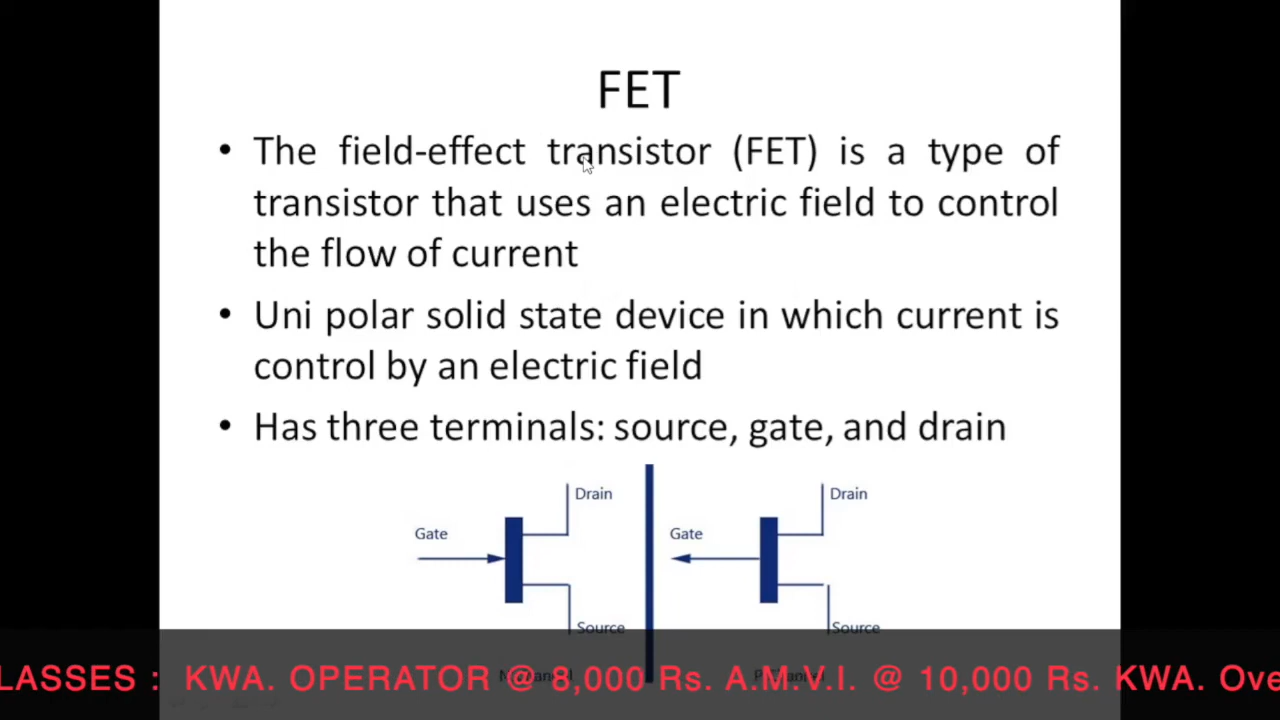 FET
• The field-effect transistor (FET) is a type of
transistor that uses an electric field to control
the flow of current
• Uni polar solid state device in which current is
control by an electric field
• Has three terminals: source, gate, and drain
Drain
Gate
Source
Drain
Gate
Source
LASSES : KWA. OPERATOR @ 8,000 Rs. A.M.V.I. @ 10,000 Rs. KWA. Ove